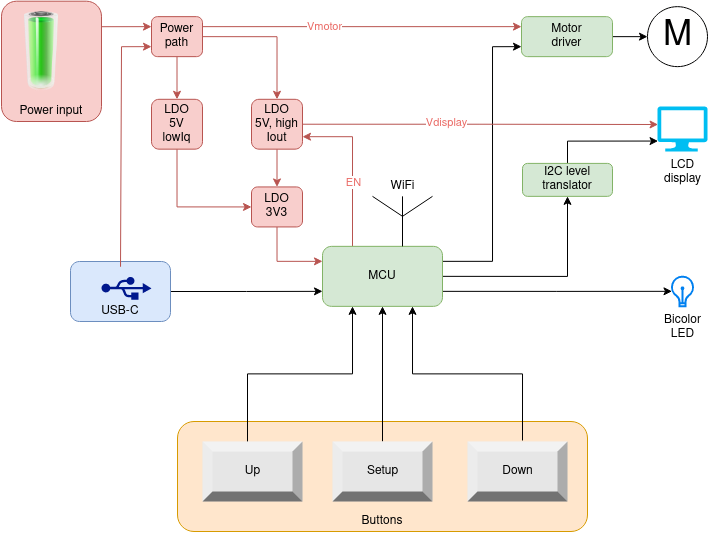 Power
path
Vmotor
Motor
driver
M
Power input
LDO
5V
lowIq
LDO
5V, high
Iout
Vdisplay
LCD
display
EN
WiFi
I2C level
translator
LDO
3V3
MCU
USB-C
Bicolor
LED
Up
Setup
Down
Buttons